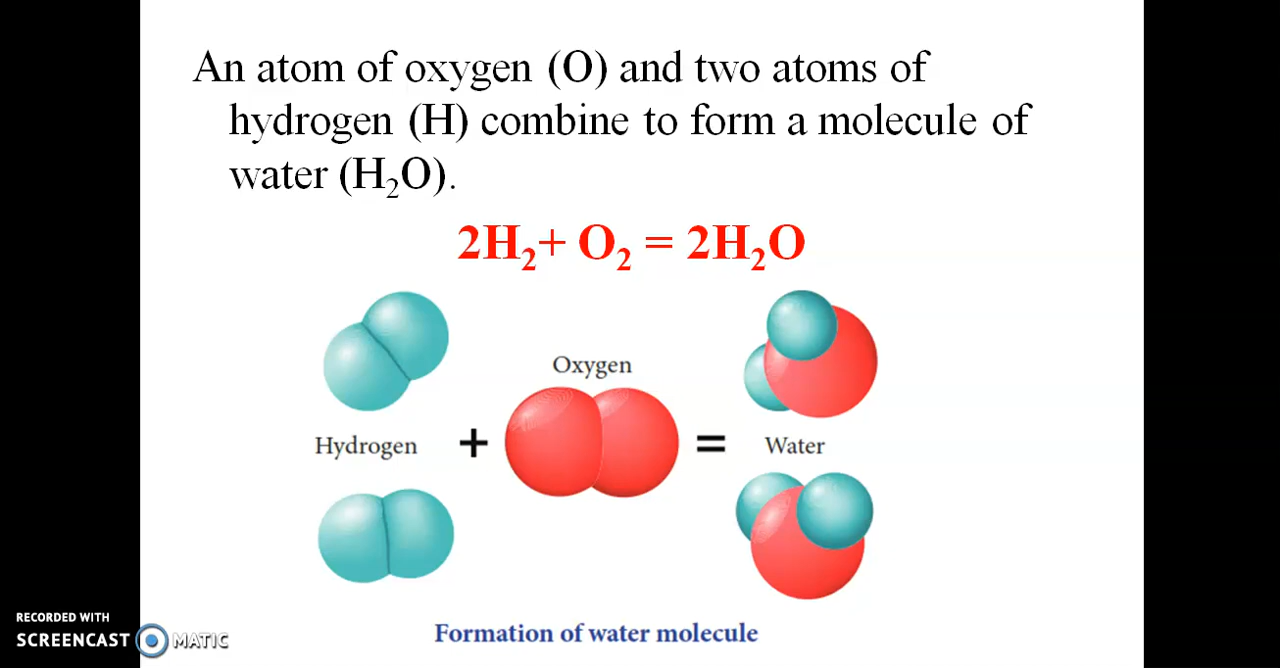 An atom of oxygen (O) and two atoms of
hydrogen (H) combine to form a molecule of
water (H₂O).
2H₂+ O₂ = 2H₂O
Oxygen
Hydrogen + = Water
Formation of water molecule
RECORDED WITH
SCREENCAST MATIC